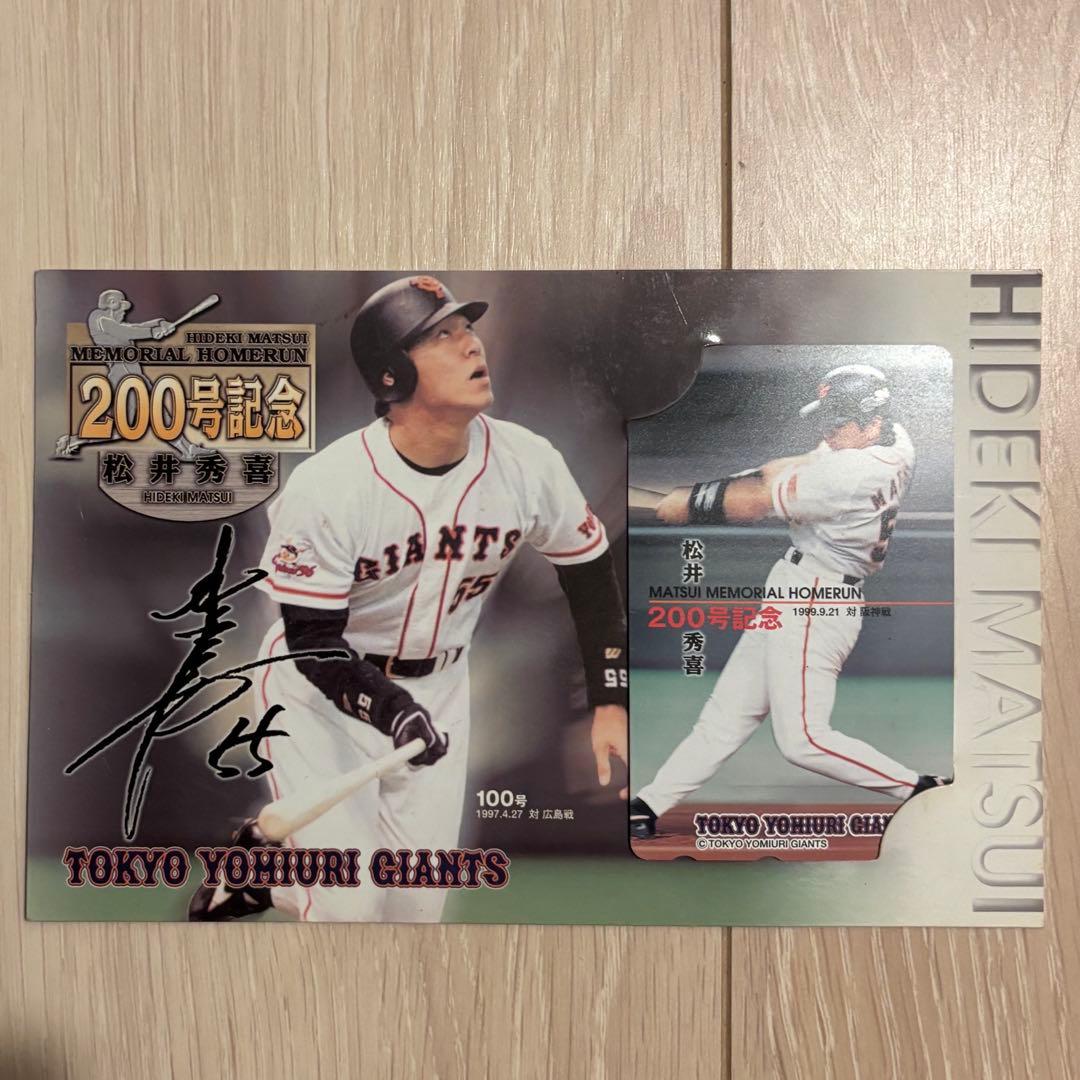 HIDEKI MATSUI
MEMORIAL HOMERUN
200号記念
松井秀喜
HIDEKI MATSUI
GIANTS
55
55
55
55
100号
1997.4.27 対 広島戦
TOKYO YOMIURI GIANTS
松井
MATSUI MEMORIAL HOMERUN
200号記念 1999.9.21 対 阪神戦
秀喜
TOKYO YOMIURI GIA
© TOKYO YOMIURI GIANTS
HIDEKI MATSUI